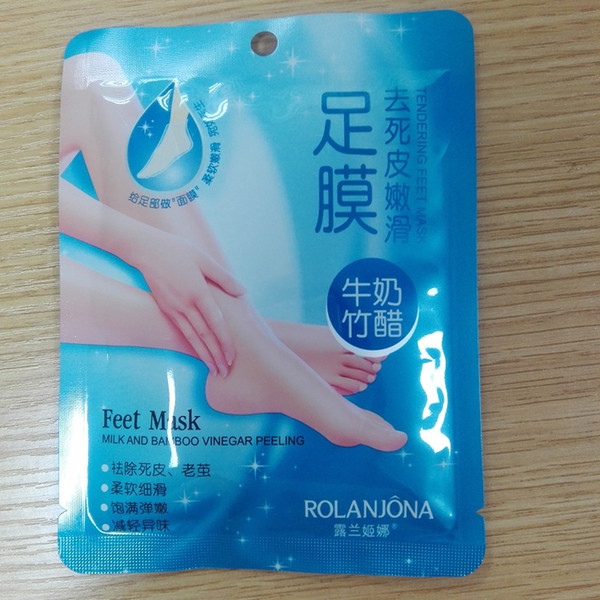 给足部做“面膜” 柔软嫩滑
足膜
去死皮嫩滑
TENDERING FEET MASK
牛奶
竹醋
Feet Mask
MILK AND BAMBOO VINEGAR PEELING
●祛除死皮、老茧
●柔软细滑
●饱满弹嫩
●减轻异味
ROLANJÔNA
露兰姬娜®